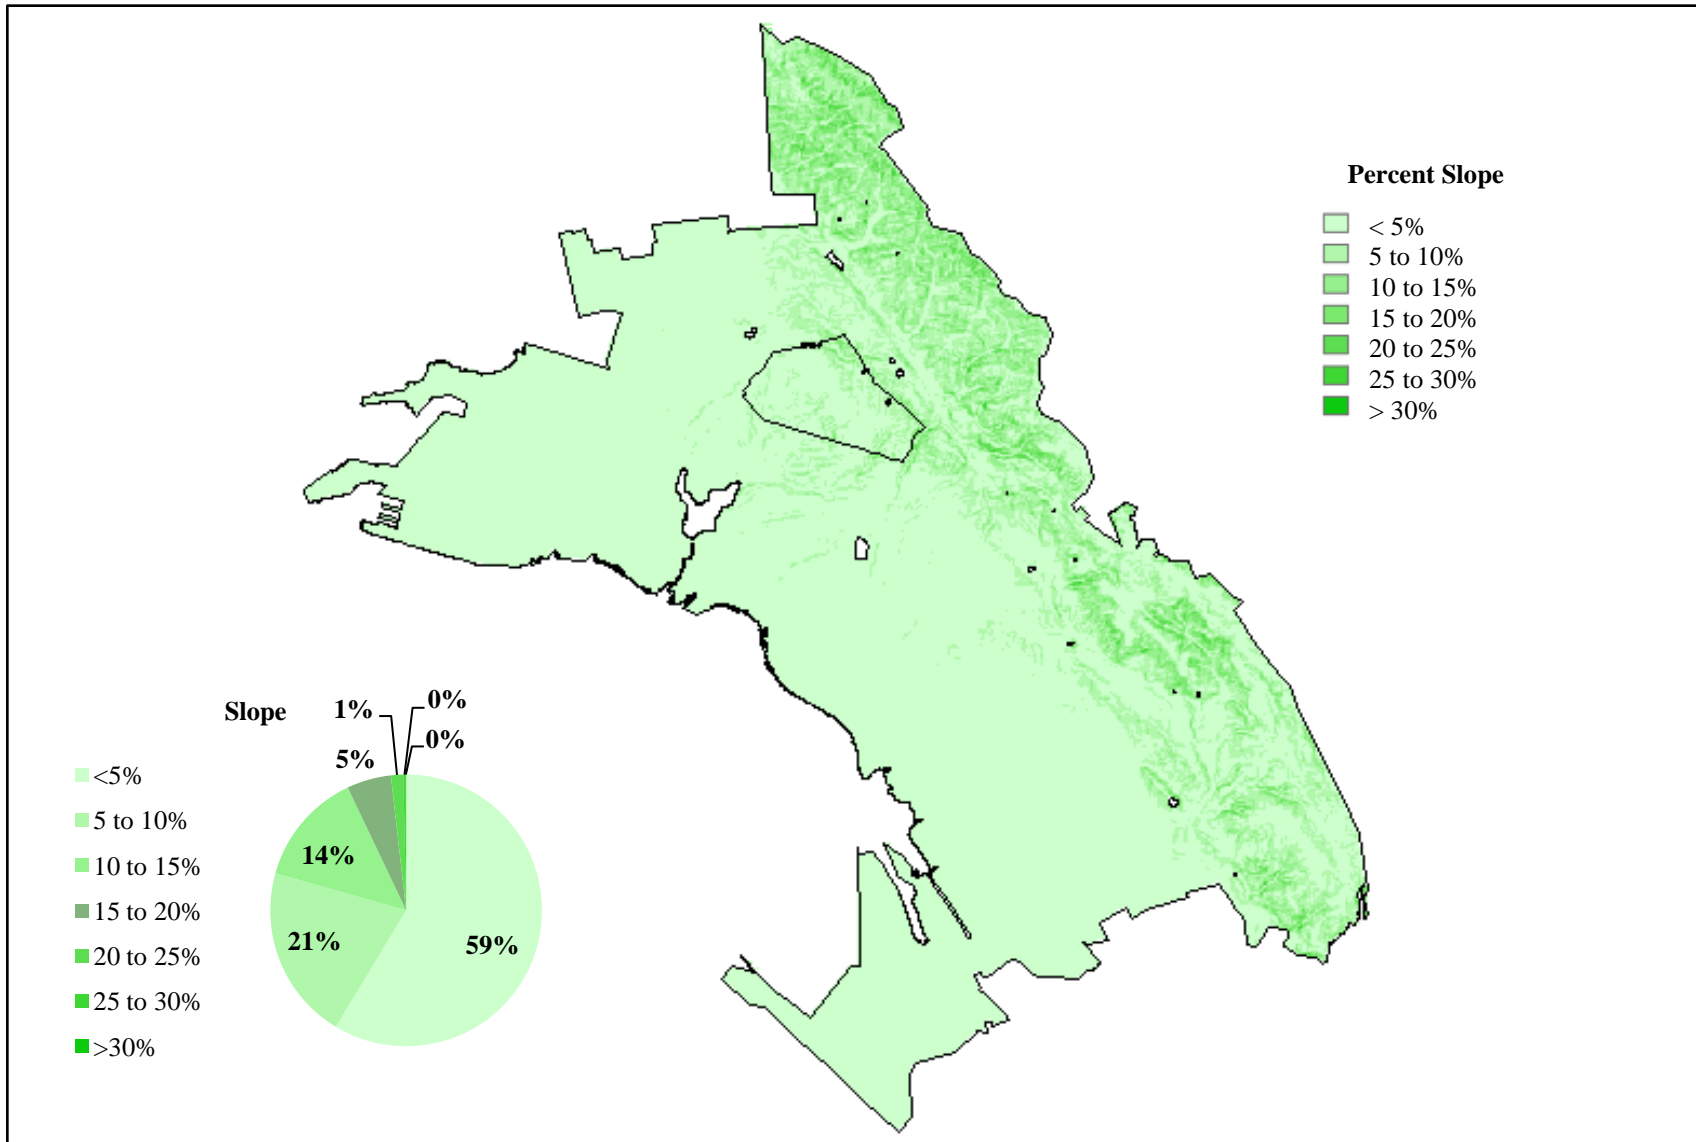 Percent Slope
< 5%
5 to 10%
10 to 15%
15 to 20%
20 to 25%
25 to 30%
> 30%
Slope
1%
0%
0%
5%
14%
21%
59%
<5%
5 to 10%
10 to 15%
15 to 20%
20 to 25%
25 to 30%
>30%